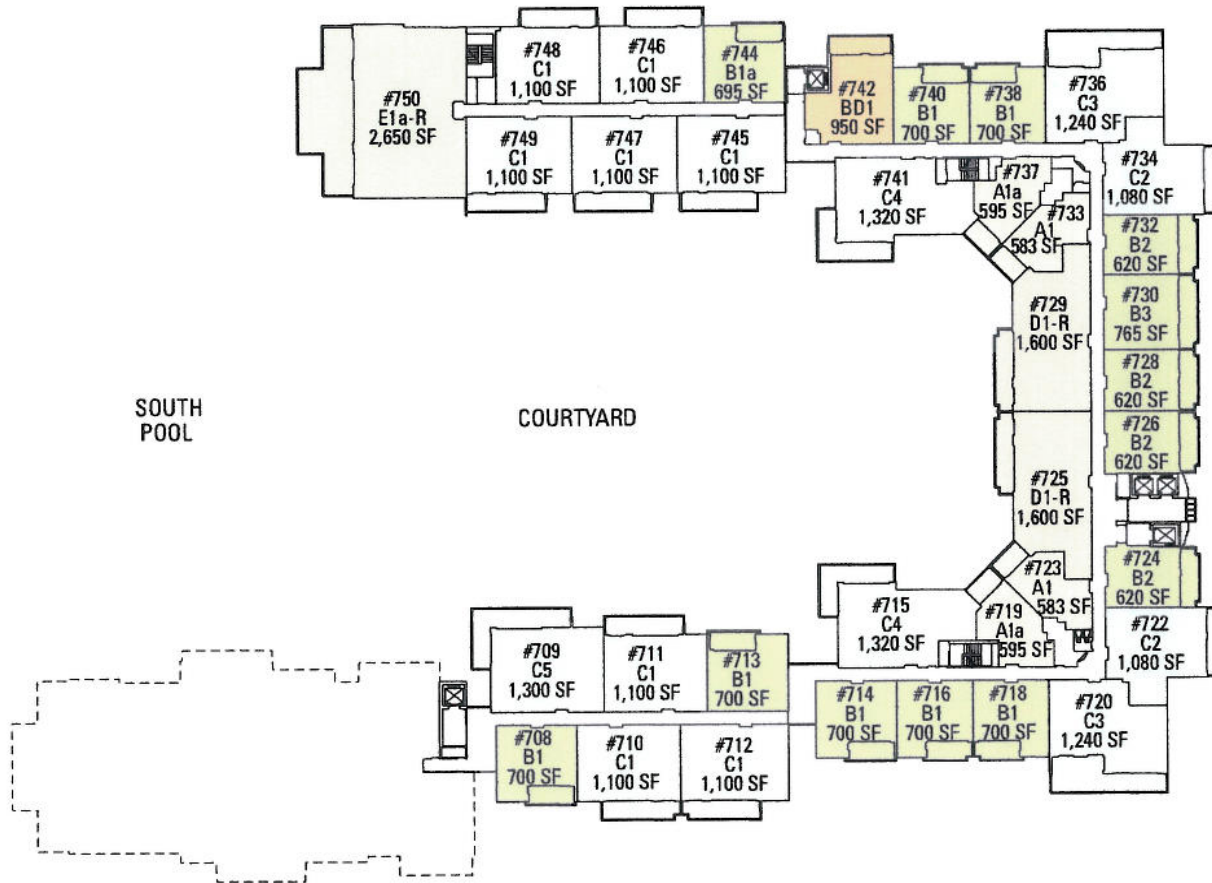 #750
E1a-R
2,650 SF
#748
C1
1,100 SF
#746
C1
1,100 SF
#744
B1a
695 SF
#742
BD1
950 SF
#740
B1
700 SF
#738
B1
700 SF
#736
C3
1,240 SF
#749
C1
1,100 SF
#747
C1
1,100 SF
#745
C1
1,100 SF
#741
C4
1,320 SF
#737
A1a
595 SF
#733
A1
583 SF
#734
C2
1,080 SF
#732
B2
620 SF
#730
B3
765 SF
#729
D1-R
1,600 SF
#728
B2
620 SF
#726
B2
620 SF
SOUTH
POOL
COURTYARD
#725
D1-R
1,600 SF
#724
B2
620 SF
#723
A1
583 SF
#719
A1a
595 SF
#715
C4
1,320 SF
#722
C2
1,080 SF
#709
C5
1,300 SF
#711
C1
1,100 SF
#713
B1
700 SF
#714
B1
700 SF
#716
B1
700 SF
#718
B1
700 SF
#720
C3
1,240 SF
#708
B1
700 SF
#710
C1
1,100 SF
#712
C1
1,100 SF